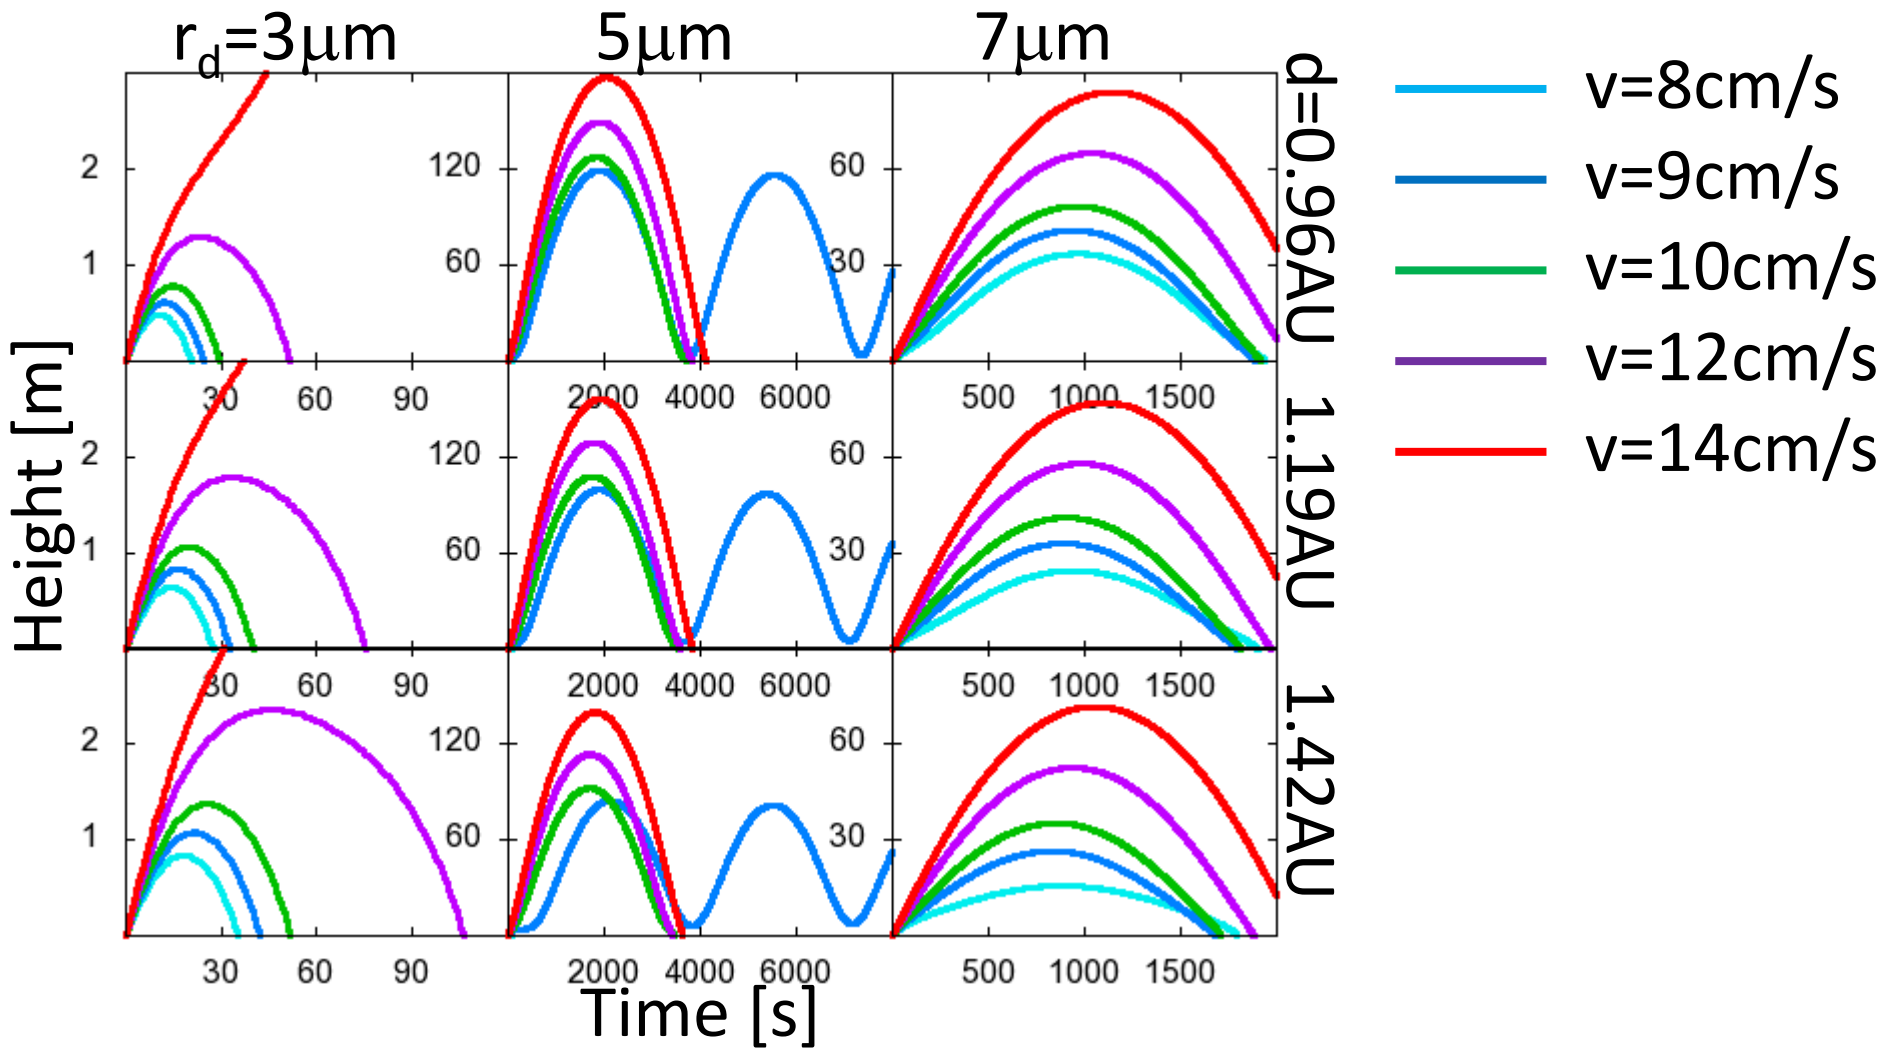 r_d=3μm 5μm 7μm
d=0.96AU
v=8cm/s
v=9cm/s
v=10cm/s
v=12cm/s
v=14cm/s
2 120 60
1 60 30
30 60 90 2000 4000 6000 500 1000 1500
1.19AU
Height [m]
2 120 60
1 60 30
30 60 90 2000 4000 6000 500 1000 1500
1.42AU
2 120 60
1 60 30
30 60 90 2000 4000 6000 500 1000 1500
Time [s]